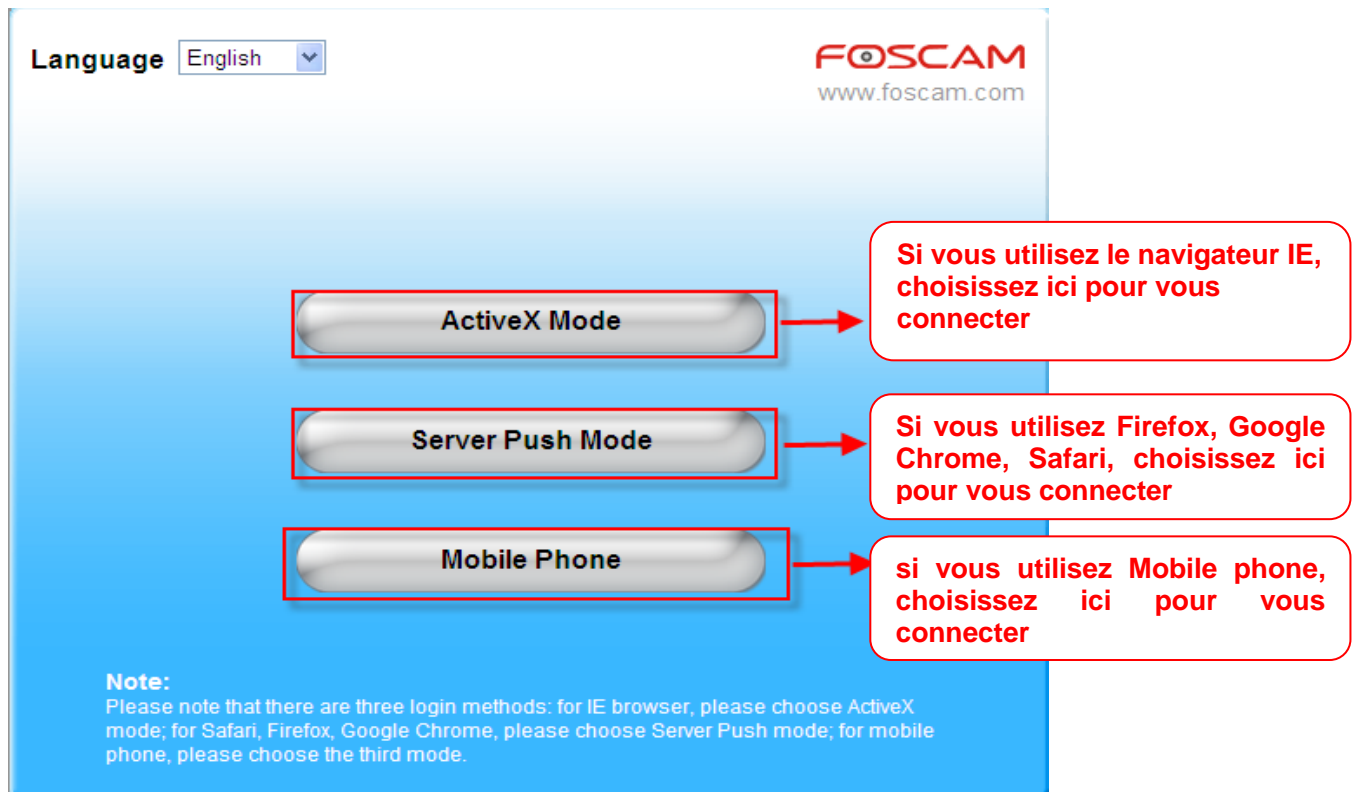 Language English
FOSCAM
www.foscam.com
ActiveX Mode
Si vous utilisez le navigateur IE,
choisissez ici pour vous
connecter
Server Push Mode
Si vous utilisez Firefox, Google
Chrome, Safari, choisissez ici
pour vous connecter
Mobile Phone
si vous utilisez Mobile phone,
choisissez ici pour vous
connecter
Note:
Please note that there are three login methods: for IE browser, please choose ActiveX
mode; for Safari, Firefox, Google Chrome, please choose Server Push mode; for mobile
phone, please choose the third mode.